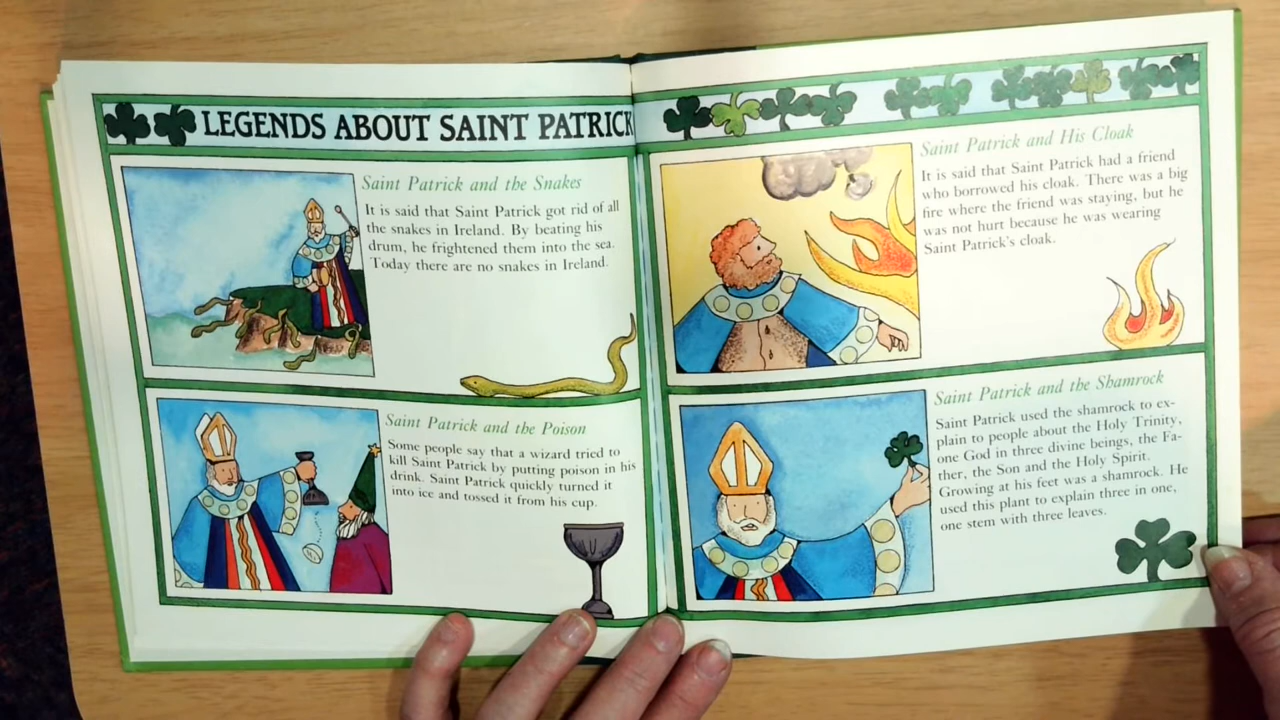 LEGENDS ABOUT SAINT PATRICK
Saint Patrick and the Snakes
It is said that Saint Patrick got rid of all
the snakes in Ireland. By beating his
drum, he frightened them into the sea.
Today there are no snakes in Ireland.
Saint Patrick and the Poison
Some people say that a wizard tried to
kill Saint Patrick by putting poison in his
drink. Saint Patrick quickly turned it
into ice and tossed it from his cup.
Saint Patrick and His Cloak
It is said that Saint Patrick had a friend
who borrowed his cloak. There was a big
fire where the friend was staying, but he
was not hurt because he was wearing
Saint Patrick's cloak.
Saint Patrick and the Shamrock
Saint Patrick used the shamrock to ex-
plain to people about the Holy Trinity,
one God in three divine beings, the Fa-
ther, the Son and the Holy Spirit.
Growing at his feet was a shamrock. He
used this plant to explain three in one,
one stem with three leaves.